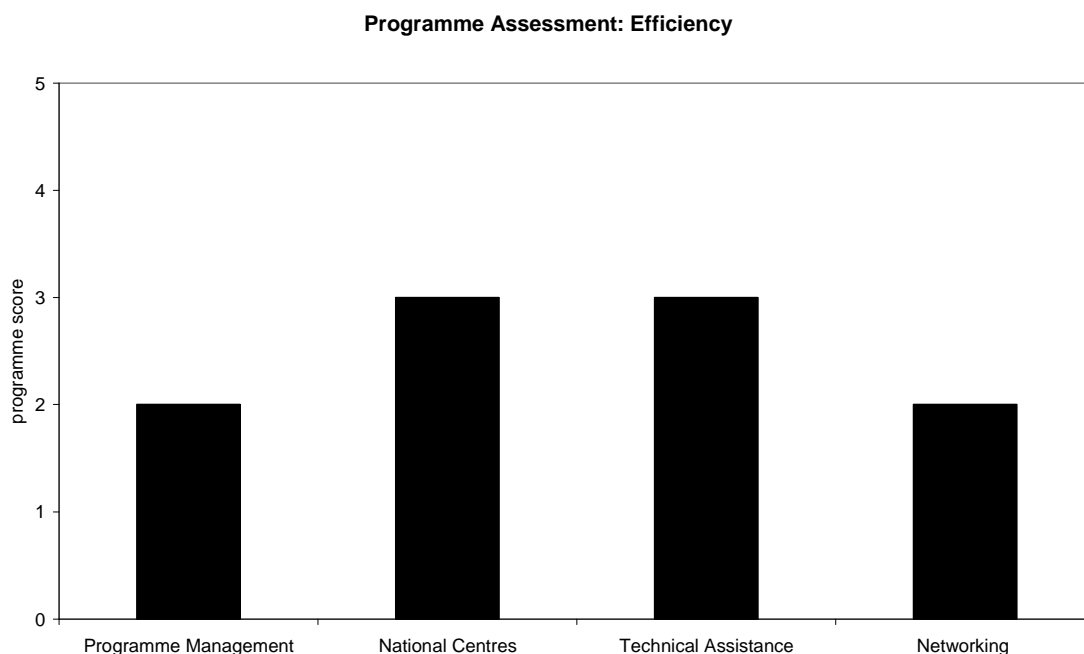 Programme Assessment: Efficiency
5
4
3
2
1
0
programme score
Programme Management
National Centres
Technical Assistance
Networking